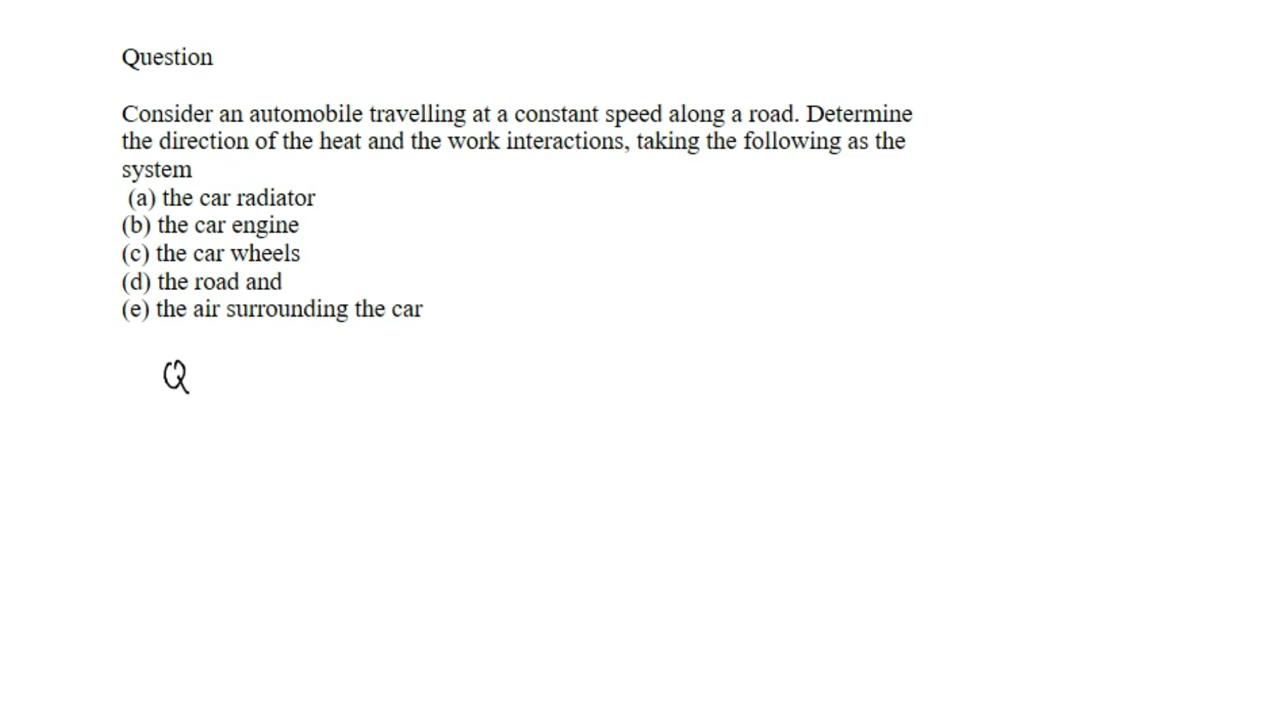 Question
Consider an automobile travelling at a constant speed along a road. Determine
the direction of the heat and the work interactions, taking the following as the
system
(a) the car radiator
(b) the car engine
(c) the car wheels
(d) the road and
(e) the air surrounding the car
Q